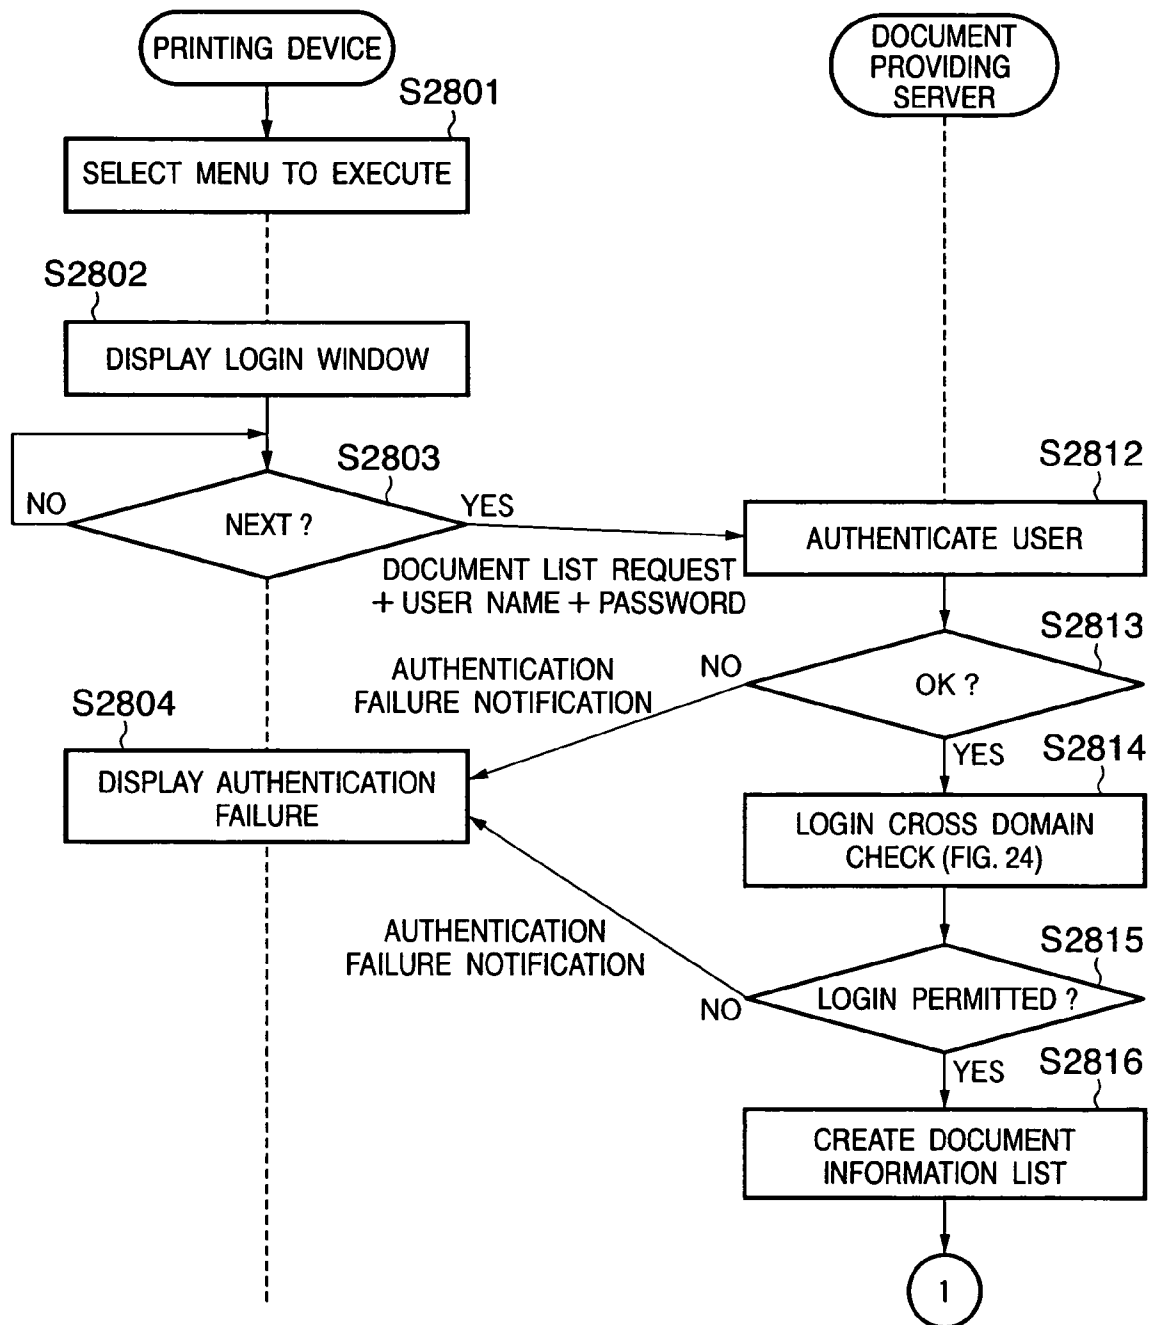 PRINTING DEVICE
DOCUMENT
PROVIDING
SERVER
S2801
SELECT MENU TO EXECUTE
S2802
DISPLAY LOGIN WINDOW
S2803
NEXT ?
NO
YES
DOCUMENT LIST REQUEST
+ USER NAME + PASSWORD
S2812
AUTHENTICATE USER
S2813
OK ?
NO
AUTHENTICATION
FAILURE NOTIFICATION
YES
S2804
DISPLAY AUTHENTICATION
FAILURE
S2814
LOGIN CROSS DOMAIN
CHECK (FIG. 24)
S2815
LOGIN PERMITTED ?
NO
AUTHENTICATION
FAILURE NOTIFICATION
YES
S2816
CREATE DOCUMENT
INFORMATION LIST
1